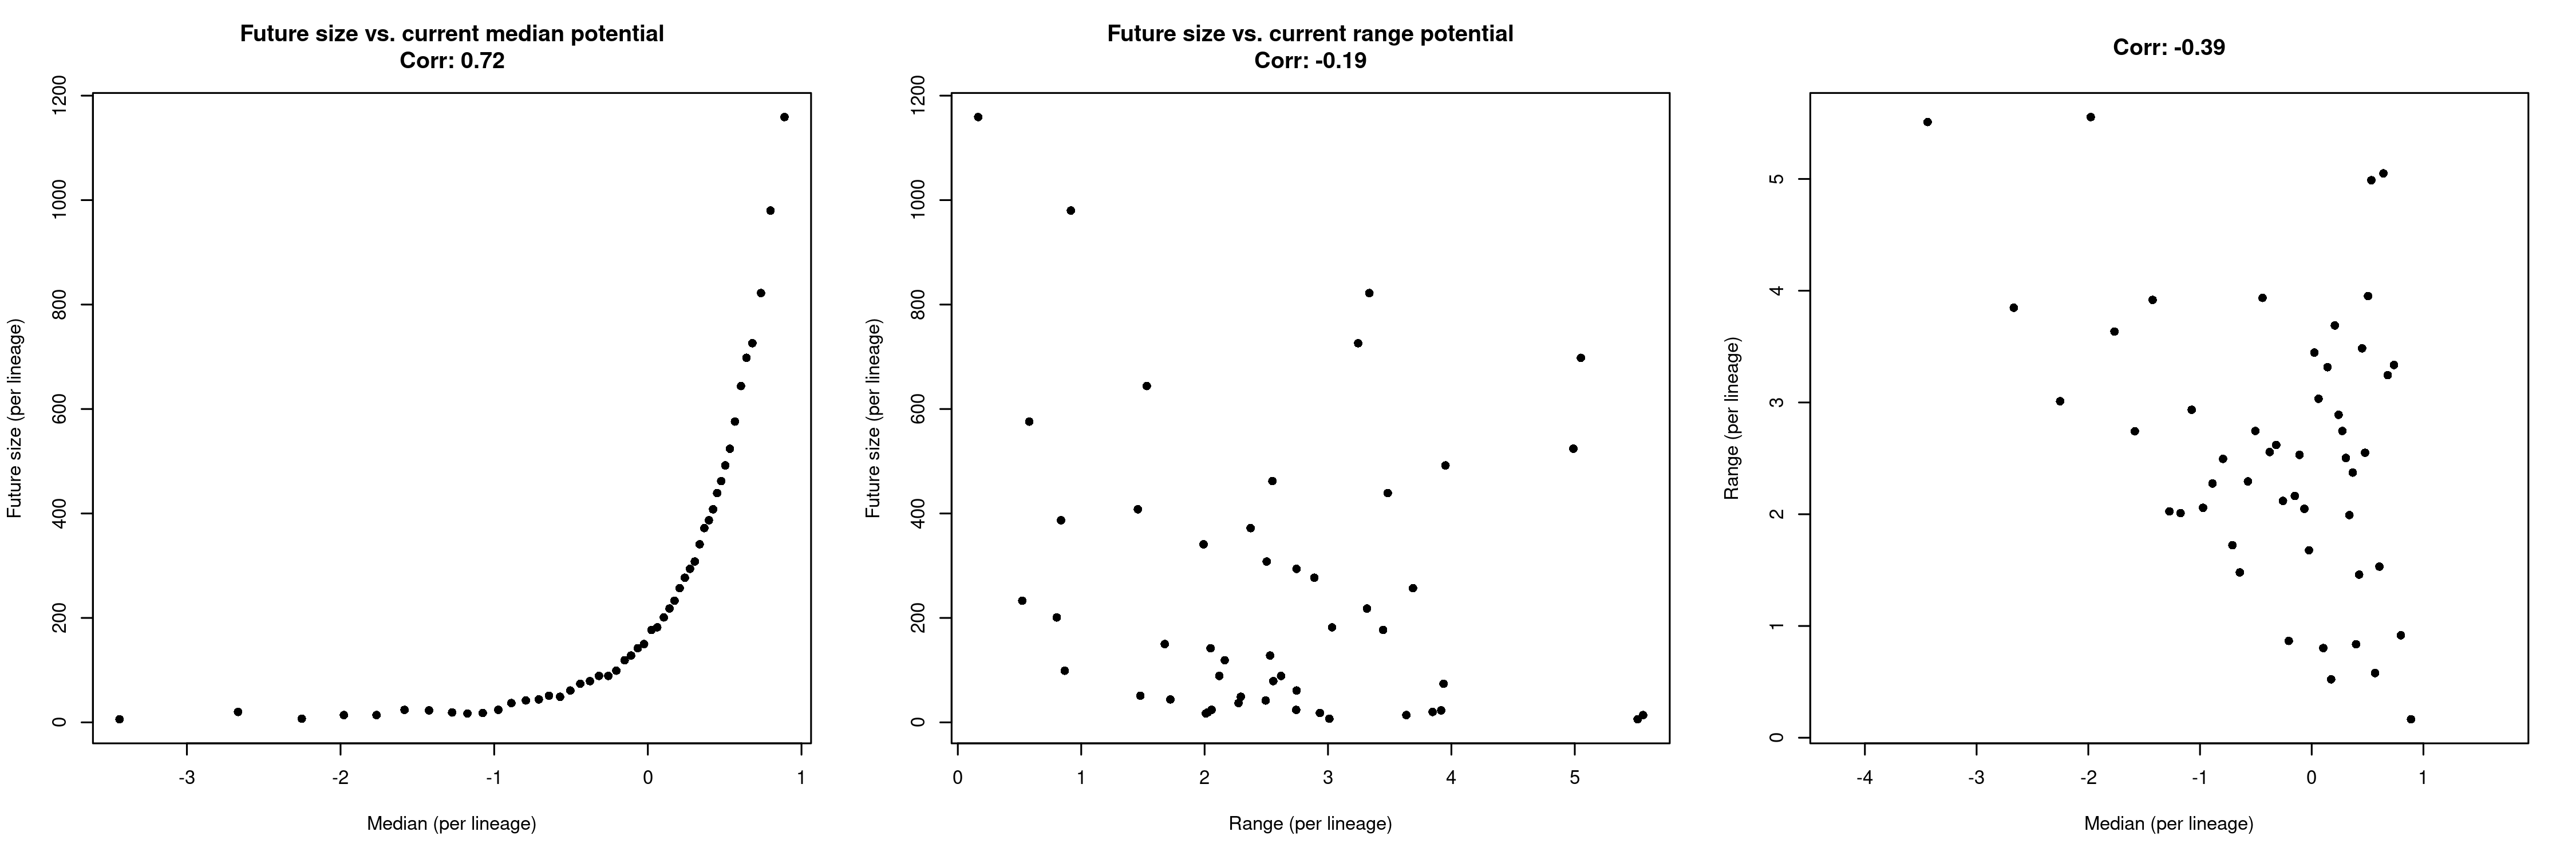 Future size vs. current median potential
Corr: 0.72
Future size (per lineage)
1200
1000
800
600
400
200
0
-3 -2 -1 0 1
Median (per lineage)
Future size vs. current range potential
Corr: -0.19
Future size (per lineage)
1200
1000
800
600
400
200
0
0 1 2 3 4 5
Range (per lineage)
Corr: -0.39
Range (per lineage)
5
4
3
2
1
0
-4 -3 -2 -1 0 1
Median (per lineage)